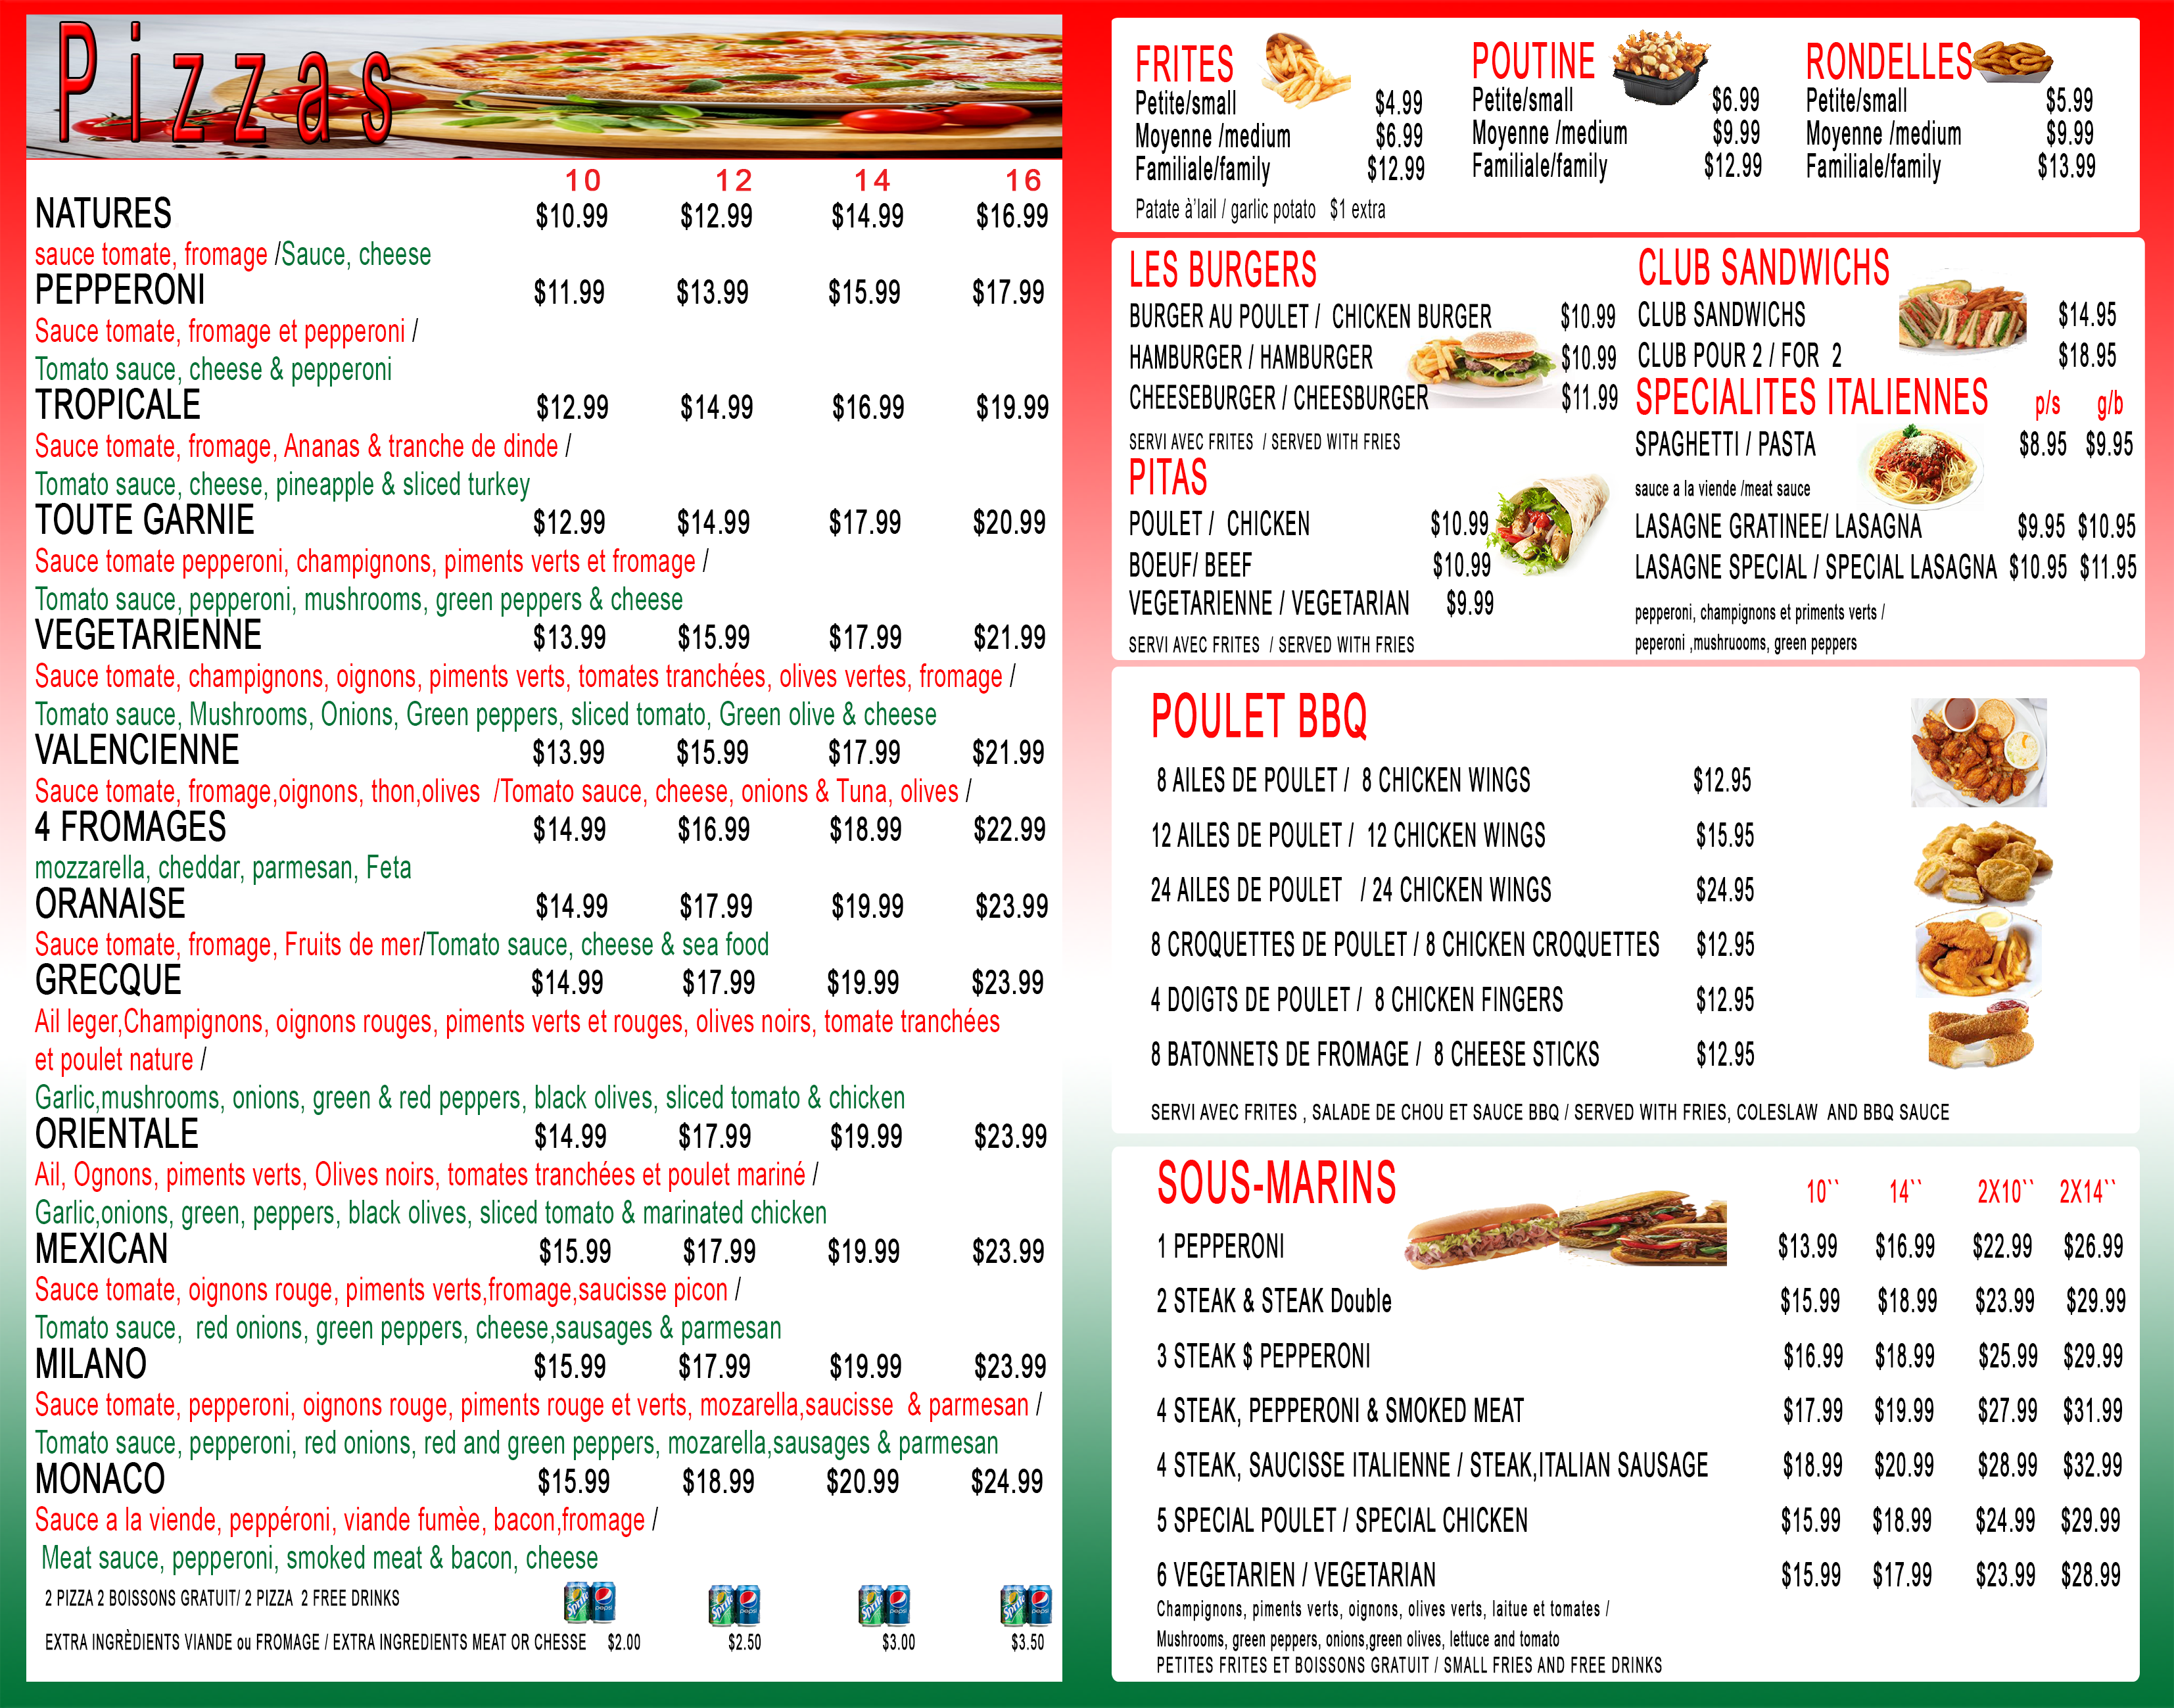 Pizzas
10 12 14 16
NATURES $10.99 $12.99 $14.99 $16.99
sauce tomate, fromage /Sauce, cheese
PEPPERONI $11.99 $13.99 $15.99 $17.99
Sauce tomate, fromage et pepperoni /
Tomato sauce, cheese & pepperoni
TROPICALE $12.99 $14.99 $16.99 $19.99
Sauce tomate, fromage, Ananas & tranche de dinde /
Tomato sauce, cheese, pineapple & sliced turkey
TOUTE GARNIE $12.99 $14.99 $17.99 $20.99
Sauce tomate pepperoni, champignons, piments verts et fromage /
Tomato sauce, pepperoni, mushrooms, green peppers & cheese
VEGETARIENNE $13.99 $15.99 $17.99 $21.99
Sauce tomate, champignons, oignons, piments verts, tomates tranchées, olives vertes, fromage /
Tomato sauce, Mushrooms, Onions, Green peppers, sliced tomato, Green olive & cheese
VALENCIENNE $13.99 $15.99 $17.99 $21.99
Sauce tomate, fromage,oignons, thon,olives /Tomato sauce, cheese, onions & Tuna, olives /
4 FROMAGES $14.99 $16.99 $18.99 $22.99
mozzarella, cheddar, parmesan, Feta
ORANAISE $14.99 $17.99 $19.99 $23.99
Sauce tomate, fromage, Fruits de mer/Tomato sauce, cheese & sea food
GRECQUE $14.99 $17.99 $19.99 $23.99
Ail leger,Champignons, oignons rouges, piments verts et rouges, olives noirs, tomate tranchées
et poulet nature /
Garlic,mushrooms, onions, green & red peppers, black olives, sliced tomato & chicken
ORIENTALE $14.99 $17.99 $19.99 $23.99
Ail, Ognons, piments verts, Olives noirs, tomates tranchées et poulet mariné /
Garlic,onions, green, peppers, black olives, sliced tomato & marinated chicken
MEXICAN $15.99 $17.99 $19.99 $23.99
Sauce tomate, oignons rouge, piments verts,fromage,saucisse picon /
Tomato sauce, red onions, green peppers, cheese,sausages & parmesan
MILANO $15.99 $17.99 $19.99 $23.99
Sauce tomate, pepperoni, oignons rouge, piments rouge et verts, mozarella,saucisse & parmesan /
Tomato sauce, pepperoni, red onions, red and green peppers, mozarella,sausages & parmesan
MONACO $15.99 $18.99 $20.99 $24.99
Sauce a la viende, peppéroni, viande fumèe, bacon,fromage /
Meat sauce, pepperoni, smoked meat & bacon, cheese
2 PIZZA 2 BOISSONS GRATUIT/ 2 PIZZA 2 FREE DRINKS
Sprite pepsi Sprite pepsi Sprite pepsi Sprite pepsi
EXTRA INGRÈDIENTS VIANDE ou FROMAGE / EXTRA INGREDIENTS MEAT OR CHESSE $2.00 $2.50 $3.00 $3.50
FRITES
Petite/small $4.99
Moyenne /medium $6.99
Familiale/family $12.99
Patate à'lail / garlic potato $1 extra
POUTINE
Petite/small $6.99
Moyenne /medium $9.99
Familiale/family $12.99
RONDELLES
Petite/small $5.99
Moyenne /medium $9.99
Familiale/family $13.99
LES BURGERS
BURGER AU POULET / CHICKEN BURGER $10.99
HAMBURGER / HAMBURGER $10.99
CHEESEBURGER / CHEESBURGER $11.99
SERVI AVEC FRITES / SERVED WITH FRIES
PITAS
POULET / CHICKEN $10.99
BOEUF/ BEEF $10.99
VEGETARIENNE / VEGETARIAN $9.99
SERVI AVEC FRITES / SERVED WITH FRIES
CLUB SANDWICHS
CLUB SANDWICHS $14.95
CLUB POUR 2 / FOR 2 $18.95
SPECIALITES ITALIENNES p/s g/b
SPAGHETTI / PASTA $8.95 $9.95
sauce a la viende /meat sauce
LASAGNE GRATINEE/ LASAGNA $9.95 $10.95
LASAGNE SPECIAL / SPECIAL LASAGNA $10.95 $11.95
pepperoni, champignons et priments verts /
peperoni ,mushruooms, green peppers
POULET BBQ
8 AILES DE POULET / 8 CHICKEN WINGS $12.95
12 AILES DE POULET / 12 CHICKEN WINGS $15.95
24 AILES DE POULET / 24 CHICKEN WINGS $24.95
8 CROQUETTES DE POULET / 8 CHICKEN CROQUETTES $12.95
4 DOIGTS DE POULET / 8 CHICKEN FINGERS $12.95
8 BATONNETS DE FROMAGE / 8 CHEESE STICKS $12.95
SERVI AVEC FRITES , SALADE DE CHOU ET SAUCE BBQ / SERVED WITH FRIES, COLESLAW AND BBQ SAUCE
SOUS-MARINS 10`` 14`` 2X10`` 2X14``
1 PEPPERONI $13.99 $16.99 $22.99 $26.99
2 STEAK & STEAK Double $15.99 $18.99 $23.99 $29.99
3 STEAK $ PEPPERONI $16.99 $18.99 $25.99 $29.99
4 STEAK, PEPPERONI & SMOKED MEAT $17.99 $19.99 $27.99 $31.99
4 STEAK, SAUCISSE ITALIENNE / STEAK,ITALIAN SAUSAGE $18.99 $20.99 $28.99 $32.99
5 SPECIAL POULET / SPECIAL CHICKEN $15.99 $18.99 $24.99 $29.99
6 VEGETARIEN / VEGETARIAN $15.99 $17.99 $23.99 $28.99
Champignons, piments verts, oignons, olives verts, laitue et tomates /
Mushrooms, green peppers, onions,green olives, lettuce and tomato
PETITES FRITES ET BOISSONS GRATUIT / SMALL FRIES AND FREE DRINKS